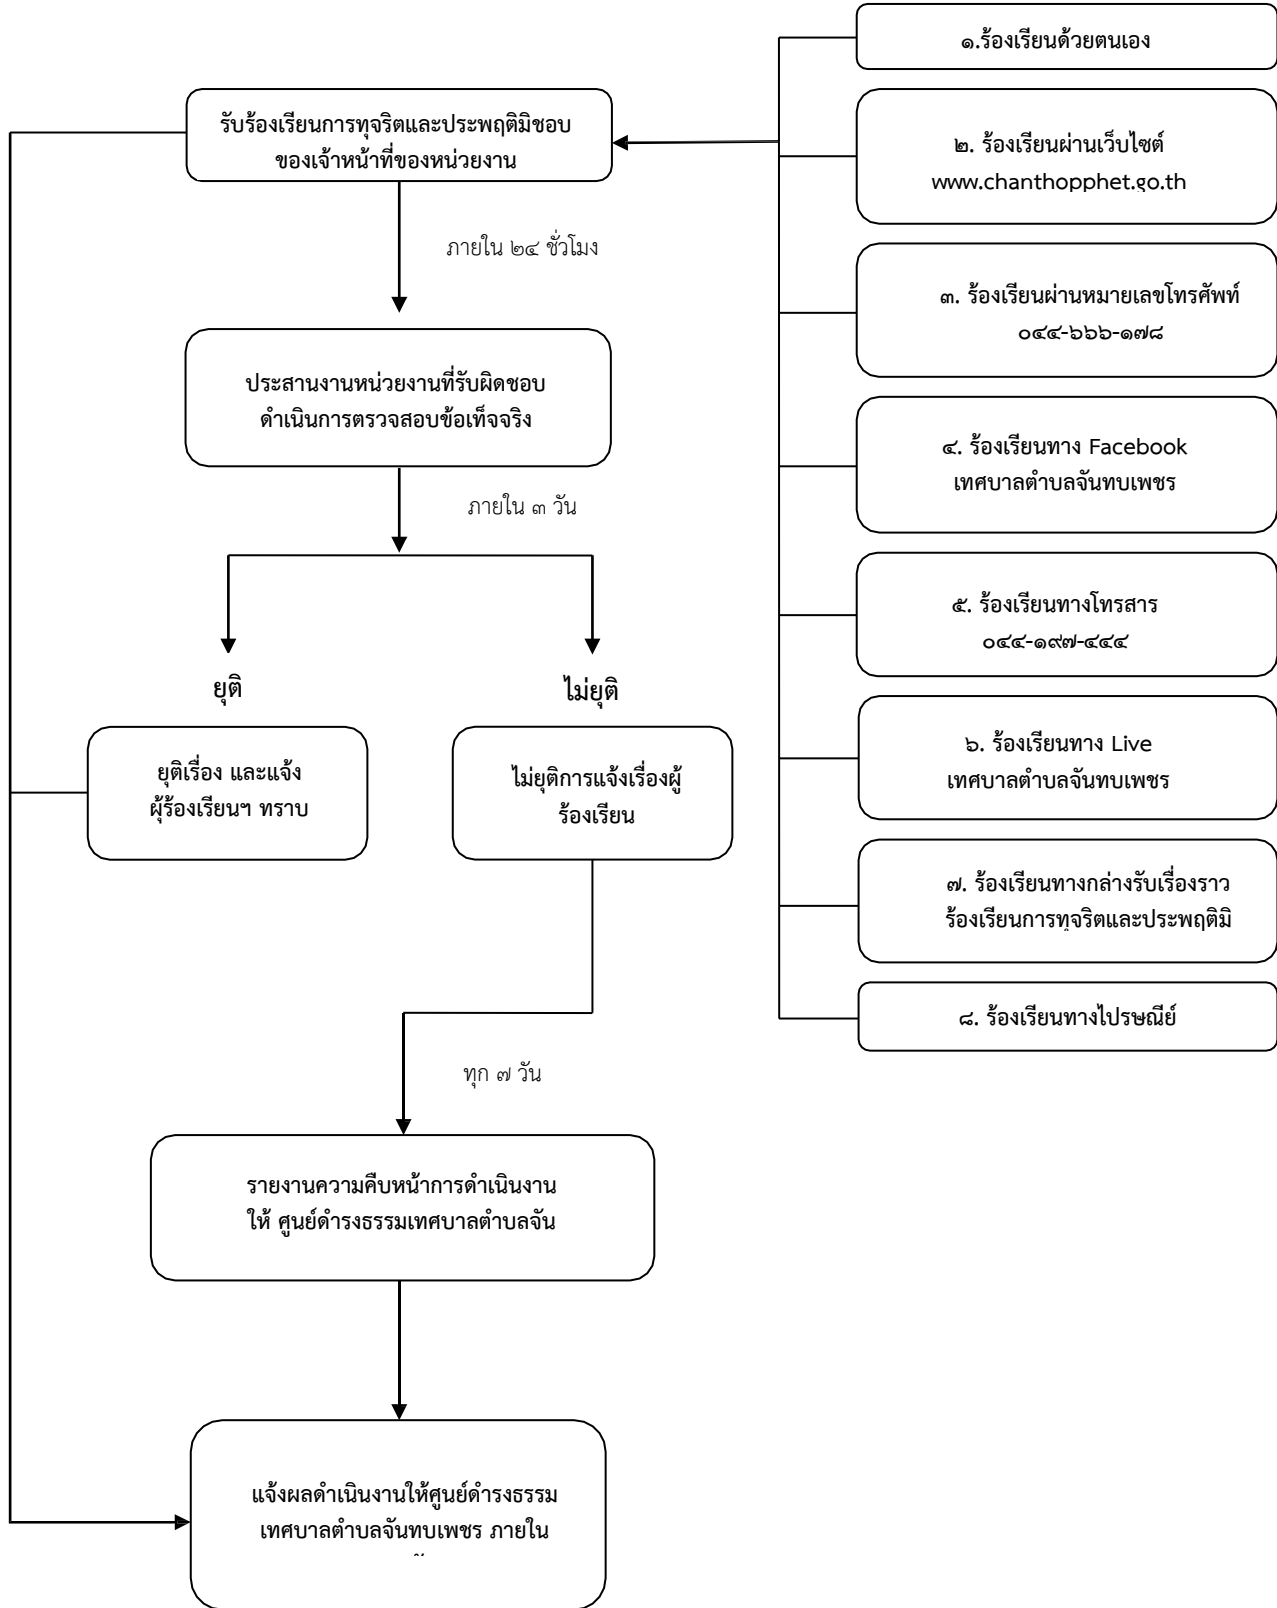 ๑.ร้องเรียนด้วยตนเอง
รับร้องเรียนการทุจริตและประพฤติมิชอบ
ของเจ้าหน้าที่ของหน่วยงาน
๒. ร้องเรียนผ่านเว็บไซต์
www.chanthopphet.go.th
ภายใน ๒๔ ชั่วโมง
๓. ร้องเรียนผ่านหมายเลขโทรศัพท์
๐๔๔-๖๖๖-๑๗๘
ประสานงานหน่วยงานที่รับผิดชอบ
ดำเนินการตรวจสอบข้อเท็จจริง
๔. ร้องเรียนทาง Facebook
เทศบาลตำบลจันทบเพชร
ภายใน ๓ วัน
๕. ร้องเรียนทางโทรสาร
๐๔๔-๑๙๗-๔๔๔
ยุติ
ไม่ยุติ
ยุติเรื่อง และแจ้ง
ผู้ร้องเรียนฯ ทราบ
ไม่ยุติการแจ้งเรื่องผู้
ร้องเรียน
๖. ร้องเรียนทาง Live
เทศบาลตำบลจันทบเพชร
๗. ร้องเรียนทางกล่างรับเรื่องราว
ร้องเรียนการทุจริตและประพฤติมิ
๘. ร้องเรียนทางไปรษณีย์
ทุก ๗ วัน
รายงานความคืบหน้าการดำเนินงาน
ให้ ศูนย์ดำรงธรรมเทศบาลตำบลจัน
แจ้งผลดำเนินงานให้ศูนย์ดำรงธรรม
เทศบาลตำบลจันทบเพชร ภายใน